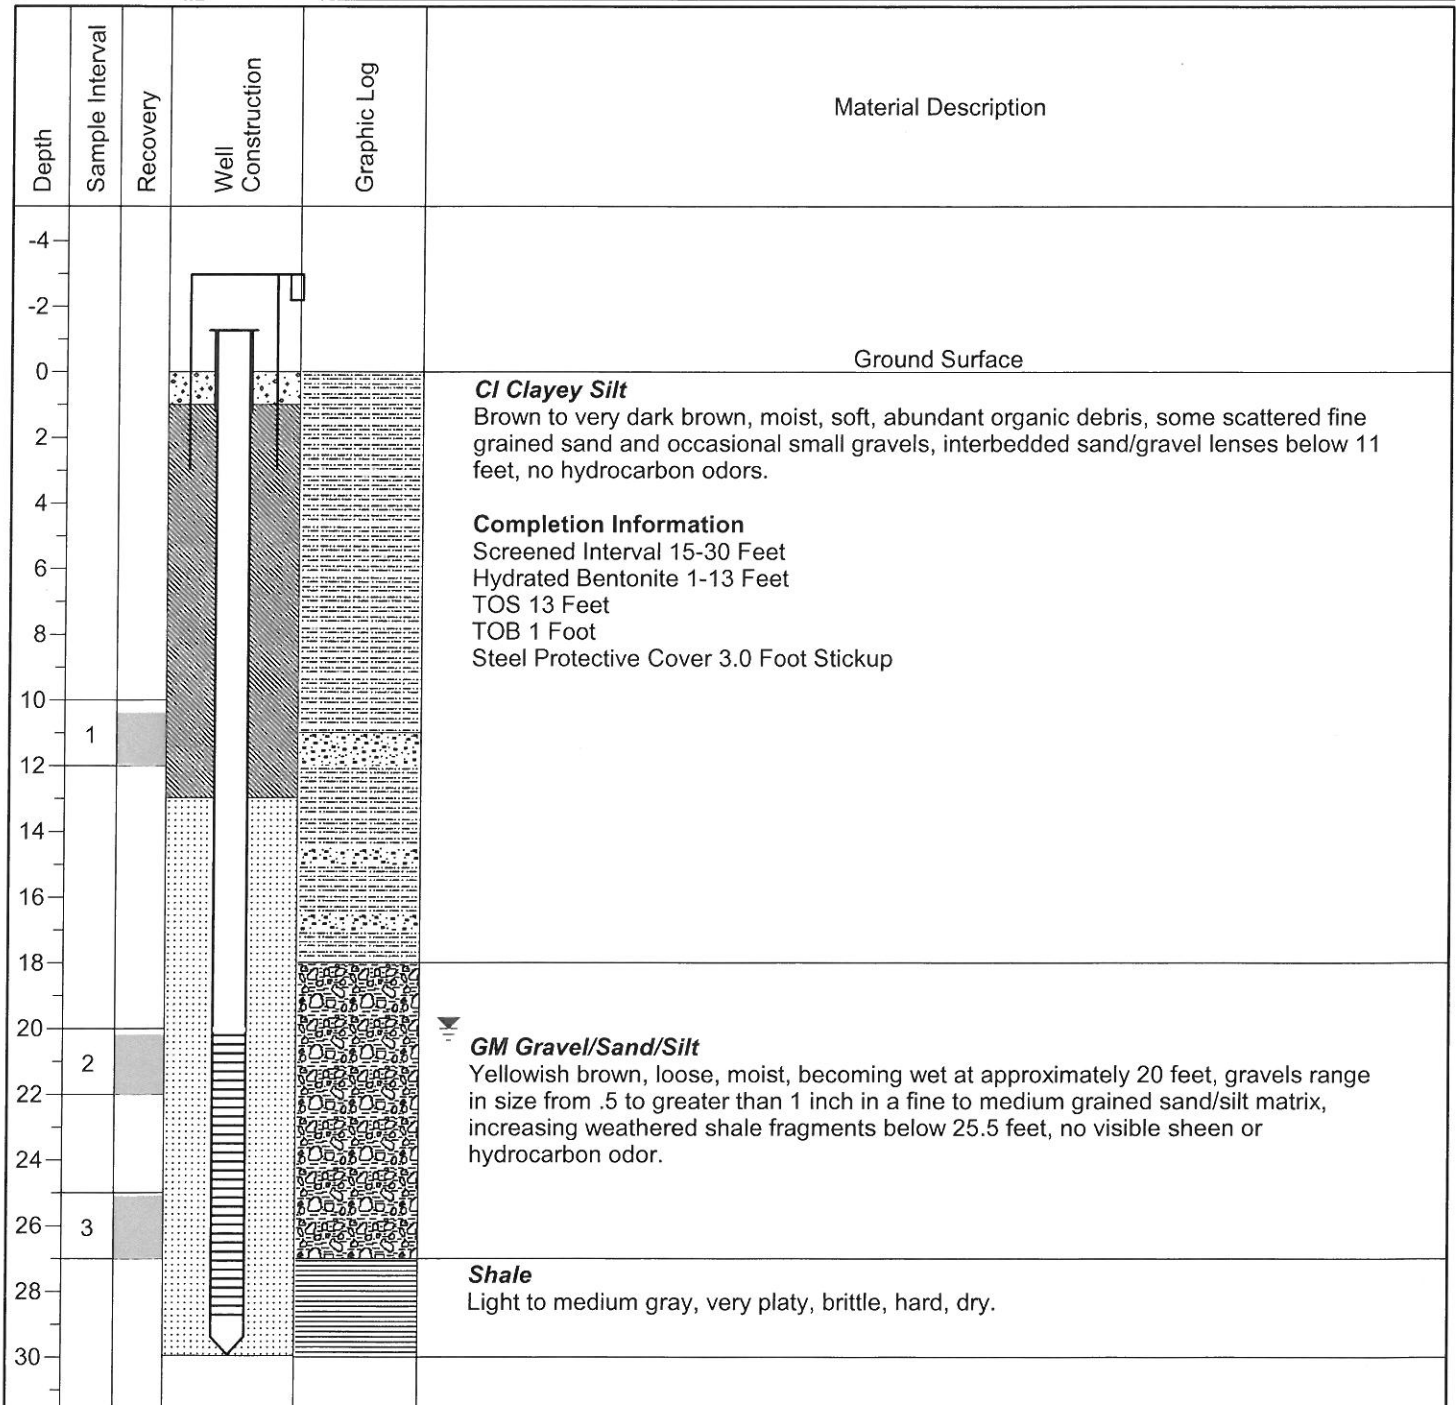 Depth
Sample Interval
Recovery
Well
Construction
Graphic Log
Material Description
-4
-2
0
Ground Surface
CI Clayey Silt
Brown to very dark brown, moist, soft, abundant organic debris, some scattered fine
grained sand and occasional small gravels, interbedded sand/gravel lenses below 11
feet, no hydrocarbon odors.
2
4
Completion Information
Screened Interval 15-30 Feet
6
Hydrated Bentonite 1-13 Feet
TOS 13 Feet
8
TOB 1 Foot
Steel Protective Cover 3.0 Foot Stickup
10
1
12
14
16
18
20
GM Gravel/Sand/Silt
2
Yellowish brown, loose, moist, becoming wet at approximately 20 feet, gravels range
22
in size from .5 to greater than 1 inch in a fine to medium grained sand/silt matrix,
increasing weathered shale fragments below 25.5 feet, no visible sheen or
24
hydrocarbon odor.
26
3
Shale
28
Light to medium gray, very platy, brittle, hard, dry.
30